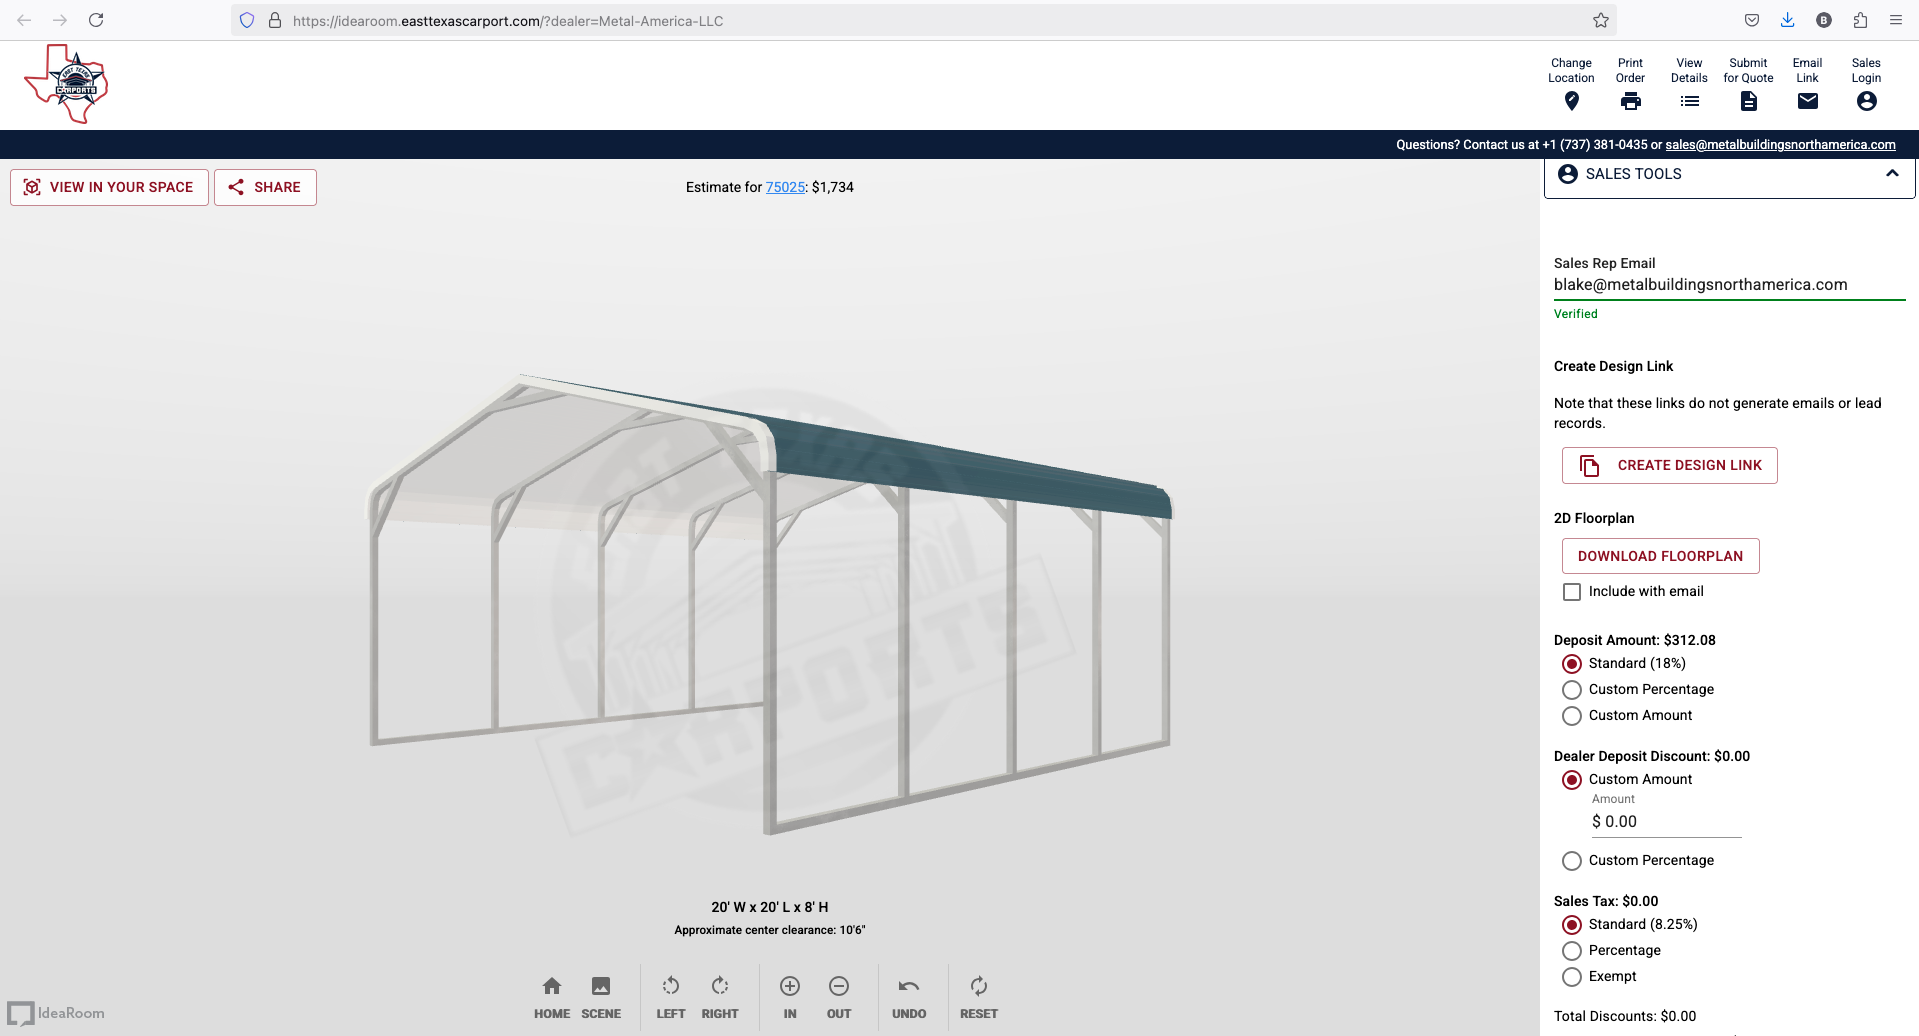 https://idearoom.easttexascarport.com/?dealer=Metal-America-LLC
B
EAST TEXAS
CARPORTS
Change Location
Print Order
View Details
Submit for Quote
Email Link
Sales Login
Questions? Contact us at +1 (737) 381-0435 or sales@metalbuildingsnorthamerica.com
VIEW IN YOUR SPACE
SHARE
Estimate for 75025: $1,734
EAST TEXAS
CARPORTS
20' W x 20' L x 8' H
Approximate center clearance: 10'6"
HOME
SCENE
LEFT
RIGHT
IN
OUT
UNDO
RESET
IdeaRoom
SALES TOOLS
Sales Rep Email
blake@metalbuildingsnorthamerica.com
Verified
Create Design Link
Note that these links do not generate emails or lead
records.
CREATE DESIGN LINK
2D Floorplan
DOWNLOAD FLOORPLAN
Include with email
Deposit Amount: $312.08
Standard (18%)
Custom Percentage
Custom Amount
Dealer Deposit Discount: $0.00
Custom Amount
Amount
$ 0.00
Custom Percentage
Sales Tax: $0.00
Standard (8.25%)
Percentage
Exempt
Total Discounts: $0.00